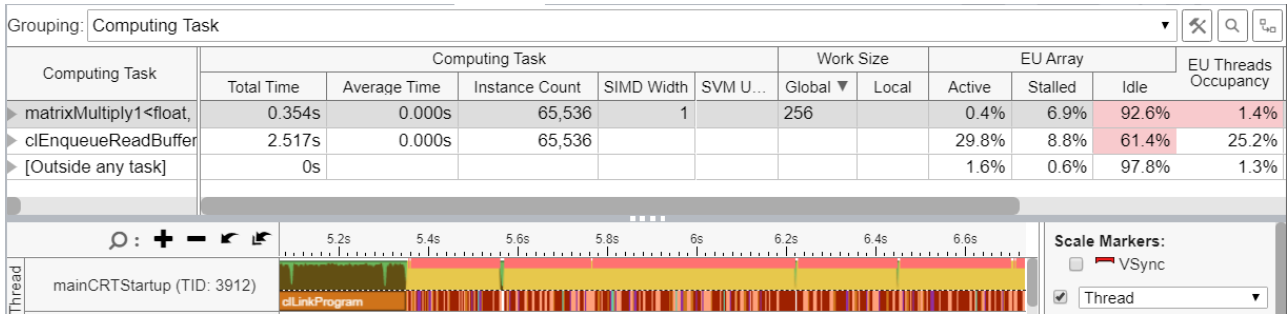 Grouping: Computing Task
Computing Task Computing Task Work Size EU Array EU Threads Occupancy
Total Time Average Time Instance Count SIMD Width SVM U... Global ▼ Local Active Stalled Idle
matrixMultiply1<float, 0.354s 0.000s 65,536 1 256 0.4% 6.9% 92.6% 1.4%
clEnqueueReadBuffer 2.517s 0.000s 65,536 29.8% 8.8% 61.4% 25.2%
[Outside any task] 0s 1.6% 0.6% 97.8% 1.3%
5.2s 5.4s 5.6s 5.8s 6s 6.2s 6.4s 6.6s
Scale Markers:
VSync
Thread
mainCRTStartup (TID: 3912)
clLinkProgram
Thread